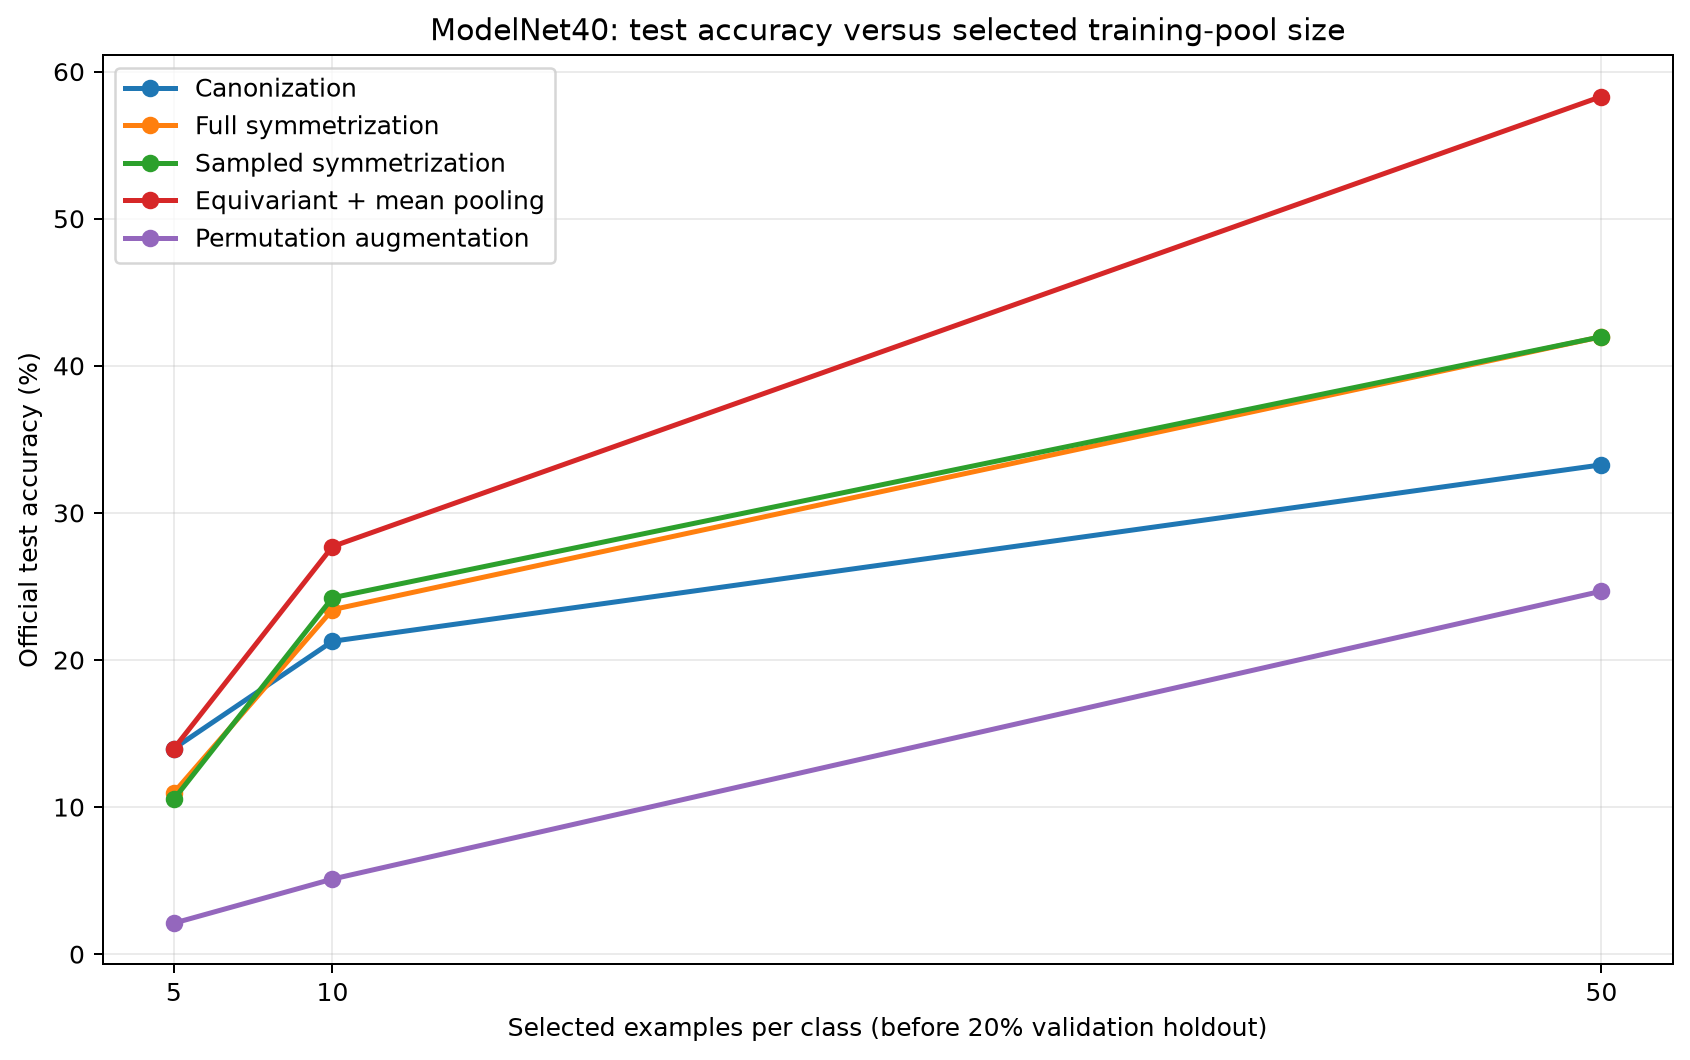 ModelNet40: test accuracy versus selected training-pool size
Canonization
Full symmetrization
Sampled symmetrization
Equivariant + mean pooling
Permutation augmentation
Official test accuracy (%)
60
50
40
30
20
10
0
5 10 50
Selected examples per class (before 20% validation holdout)